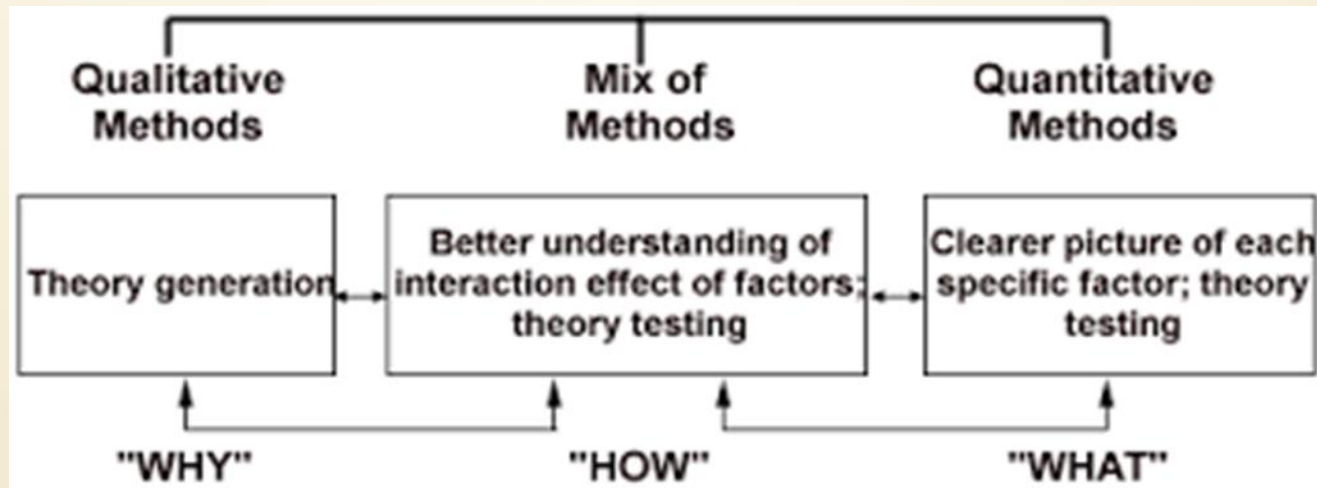 Qualitative
Methods
Mix of
Methods
Quantitative
Methods
Theory generation
Better understanding of
interaction effect of factors;
theory testing
Clearer picture of each
specific factor; theory
testing
"WHY"
"HOW"
"WHAT"